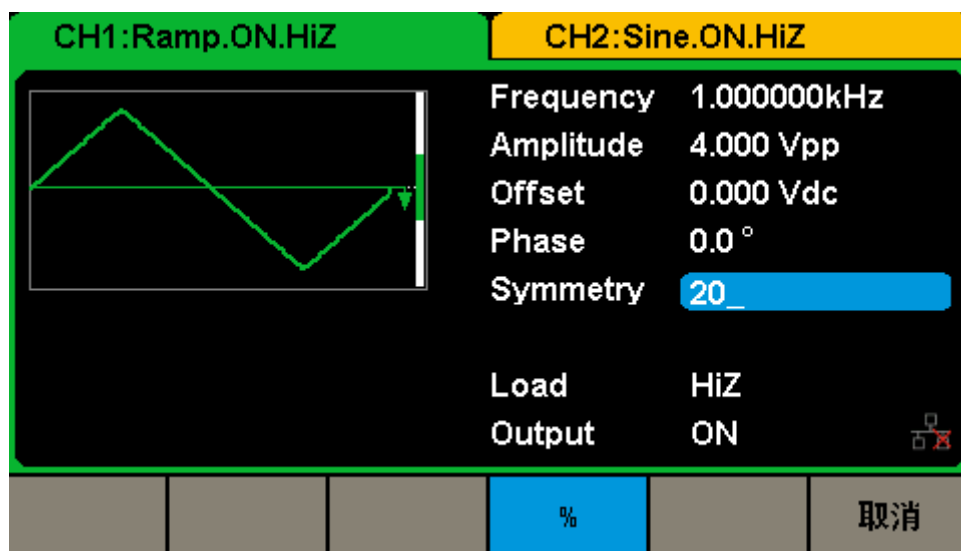 CH1:Ramp.ON.HiZ CH2:Sine.ON.HiZ
Frequency 1.000000kHz
Amplitude 4.000 Vpp
Offset 0.000 Vdc
Phase 0.0 °
Symmetry 20_
Load HiZ
Output ON
% 取消